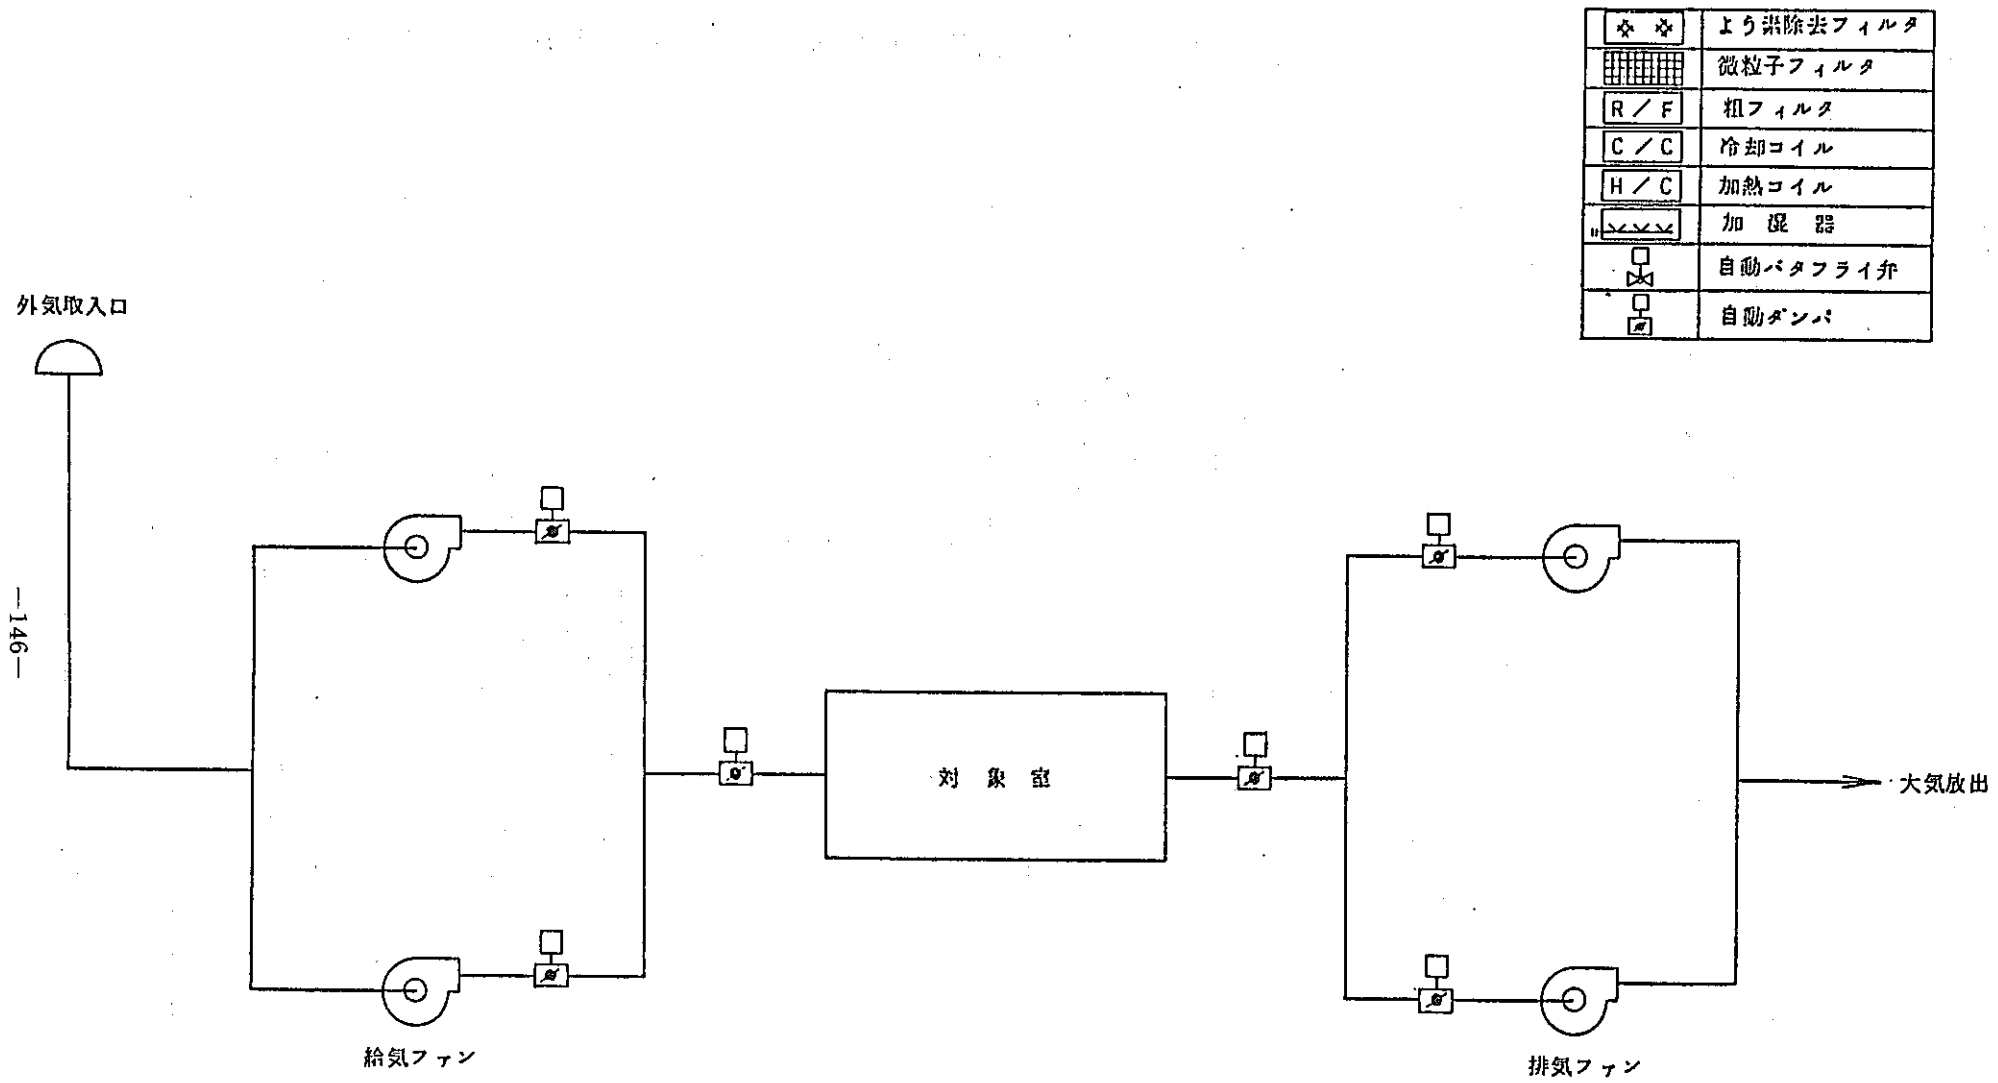 よう素除去フィルタ
微粒子フィルタ
R / F 粗フィルタ
C / C 冷却コイル
H / C 加熱コイル
加 湿 器
自動バタフライ弁
自動ダンパ
外気取入口
対 象 室
大気放出
給気ファン
排気ファン
—146—